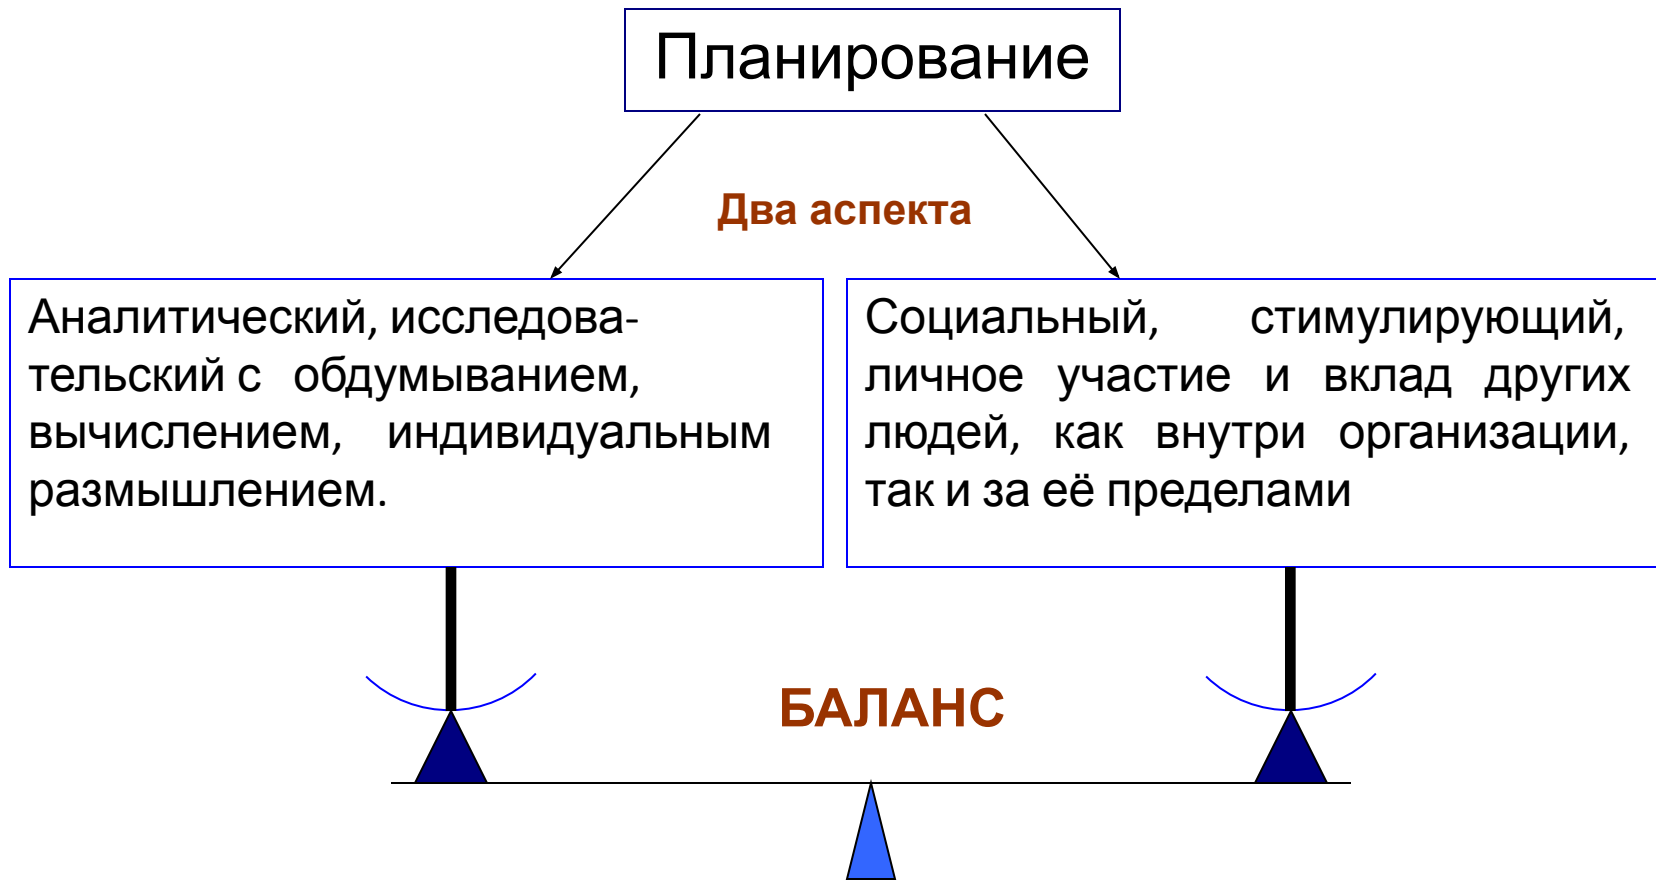 Планирование
Два аспекта
Аналитический, исследова-
тельский с обдумыванием,
вычислением, индивидуальным
размышлением.
Социальный, стимулирующий,
личное участие и вклад других
людей, как внутри организации,
так и за её пределами
БАЛАНС